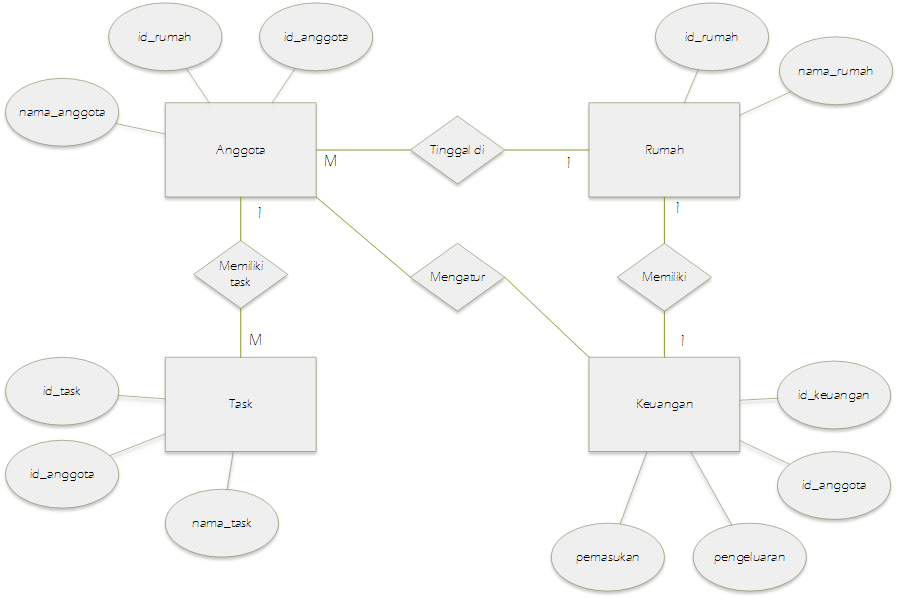 id_rumah
id_anggota
id_rumah
nama_rumah
nama_anggota
Anggota
M
Tinggal di
1
Rumah
1
1
Memiliki
task
Mengatur
Memiliki
M
1
id_task
Task
Keuangan
id_keuangan
id_anggota
id_anggota
nama_task
pemasukan
pengeluaran